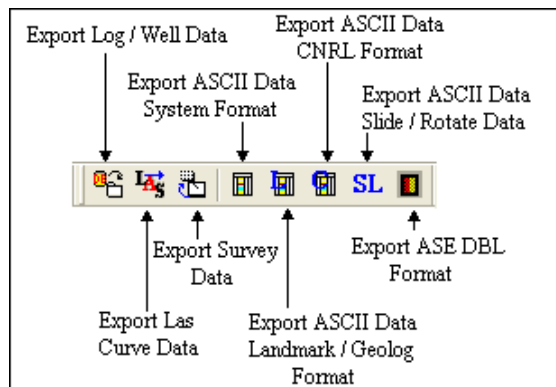 Export Log / Well Data
Export ASCII Data
CNRL Format
Export ASCII Data
System Format
Export ASCII Data
Slide / Rotate Data
LAS
L
C
SL
Export Survey
Data
Export ASE DBL
Format
Export Las
Curve Data
Export ASCII Data
Landmark / Geolog
Format